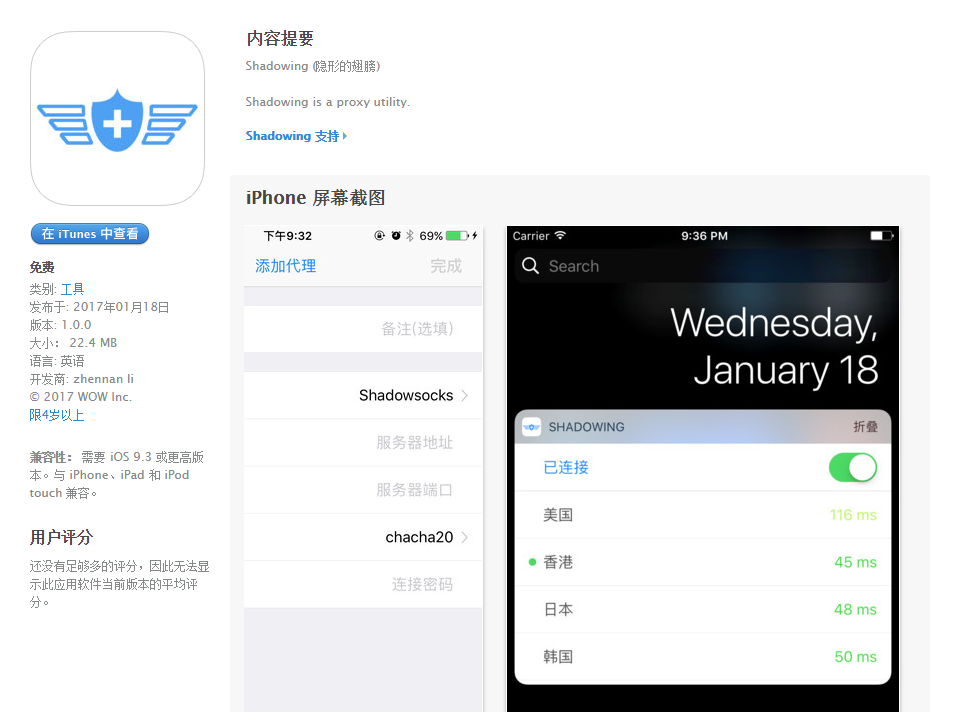 内容提要
Shadowing (隐形的翅膀)
Shadowing is a proxy utility.
Shadowing 支持
在 iTunes 中查看
免费
类别: 工具
发布于: 2017年01月18日
版本: 1.0.0
大小： 22.4 MB
语言: 英语
开发商: zhennan li
© 2017 WOW Inc.
限4岁以上
兼容性： 需要 iOS 9.3 或更高版
本。与 iPhone、iPad 和 iPod
touch 兼容。
用户评分
还没有足够多的评分，因此无法显
示此应用软件当前版本的平均评
分。
iPhone 屏幕截图
下午9:32
69%
添加代理
完成
备注(选填)
Shadowsocks
服务器地址
服务器端口
chacha20
连接密码
Carrier
9:36 PM
Search
Wednesday,
January 18
SHADOWING
折叠
已连接
美国 116 ms
香港 45 ms
日本 48 ms
韩国 50 ms